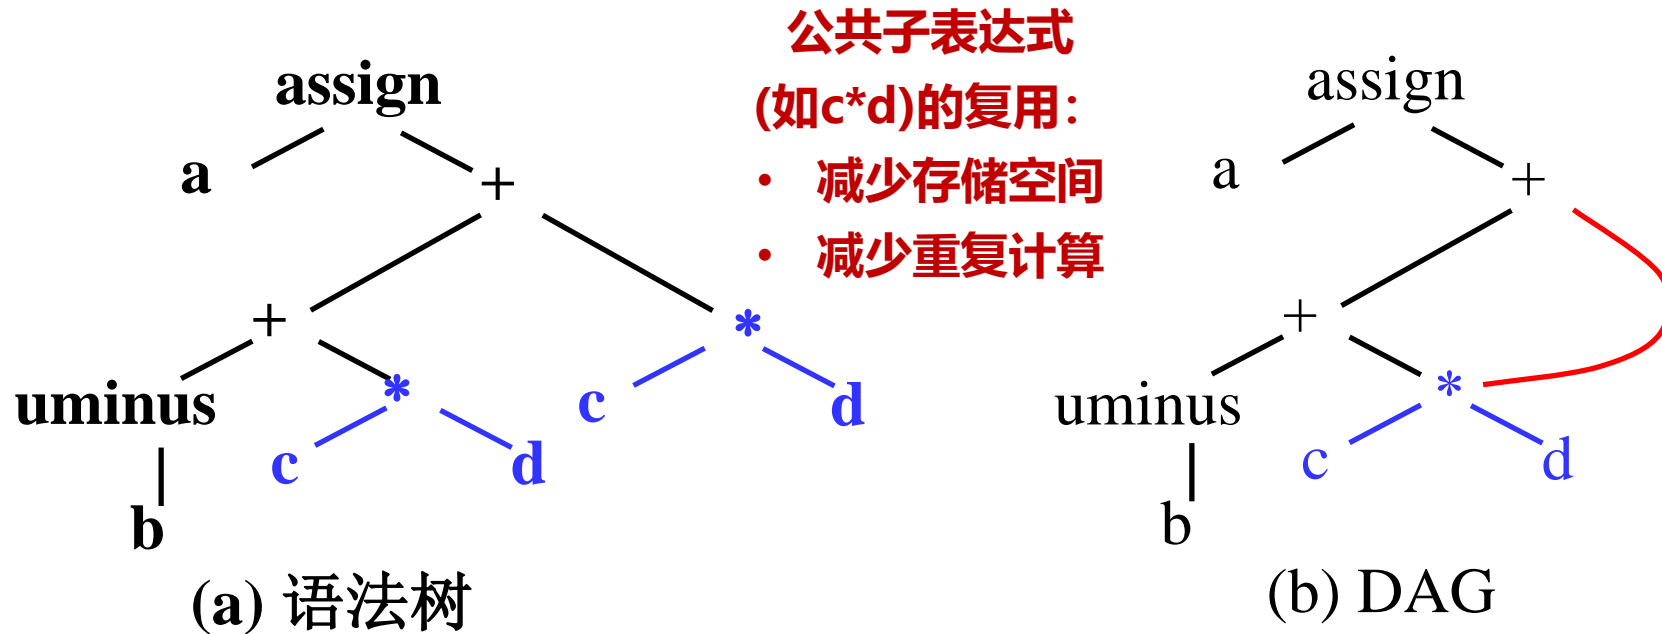 公共子表达式
(如c*d)的复用：
• 减少存储空间
• 减少重复计算
assign
a
+
+
*
uminus
*
c
d
c
d
b
(a) 语法树
assign
a
+
+
uminus
*
c
d
b
(b) DAG